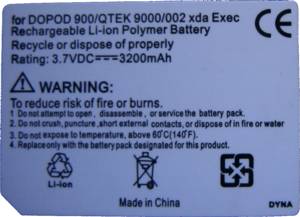 for DOPOD 900/QTEK 9000/002 xda Exec
Rechargeable Li-ion Polymer Battery
Recycle or dispose of properly
Rating: 3.7VDC⎓3200mAh
WARNING:
To reduce risk of fire or burns.
1 Do not attempt to open, disassemble, or service the battery pack.
2.Do not crush, puncture, short external contacts, or dispose of in fire or water
3.Do not expose to temperature, above 60°C(140°F)
4.Replace only with the battery pack designated for this product.
Li-ion
Made in China
DYNA